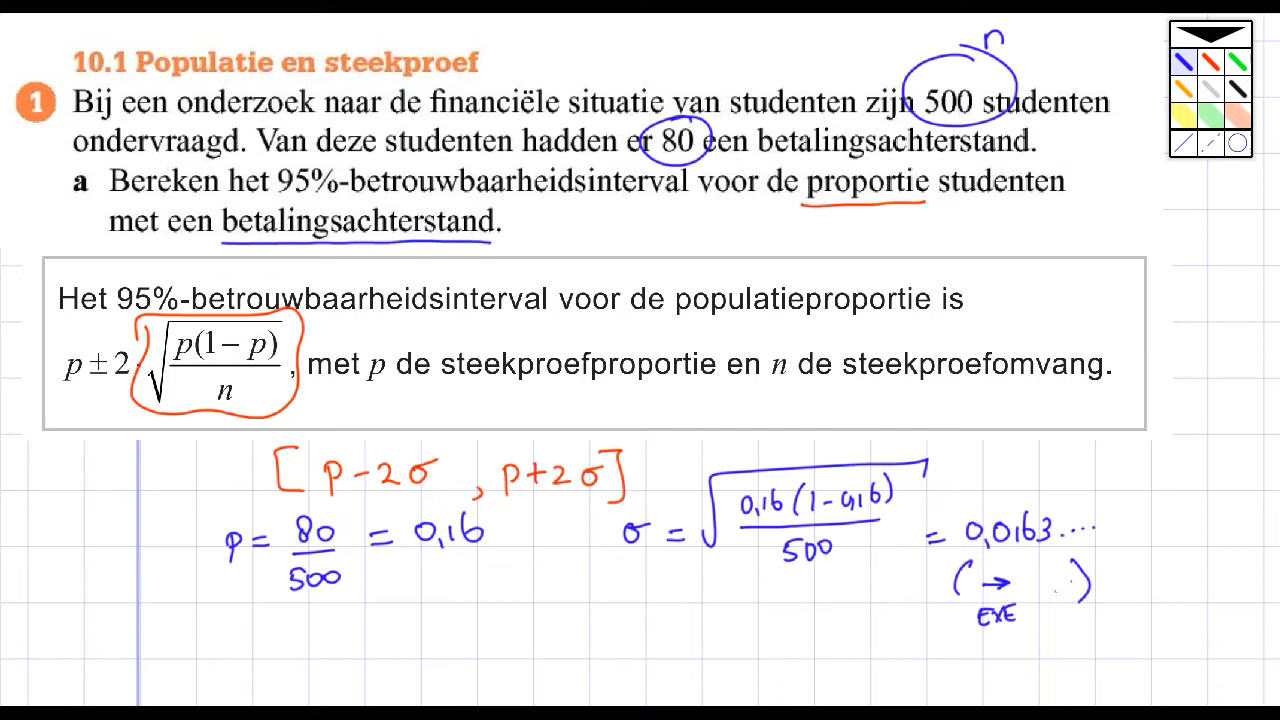 n
10.1 Populatie en steekproef
1 Bij een onderzoek naar de financiële situatie van studenten zijn 500 studenten
ondervraagd. Van deze studenten hadden er 80 een betalingsachterstand.
a Bereken het 95%-betrouwbaarheidsinterval voor de proportie studenten
met een betalingsachterstand.
Het 95%-betrouwbaarheidsinterval voor de populatieproportie is
p ± 2 · √(p(1 − p)/n), met p de steekproefproportie en n de steekproefomvang.
[p − 2σ , p + 2σ]
p = 80/500 = 0,16
σ = √(0,16(1 − 0,16)/500) = 0,0163...
( → )
EXE